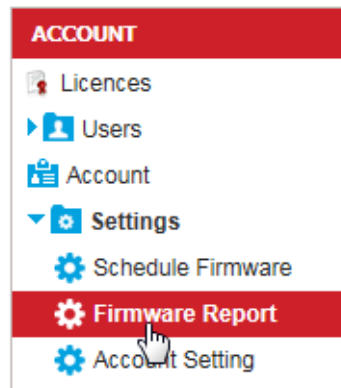 ACCOUNT
Licences
Users
Account
Settings
Schedule Firmware
Firmware Report
Account Setting